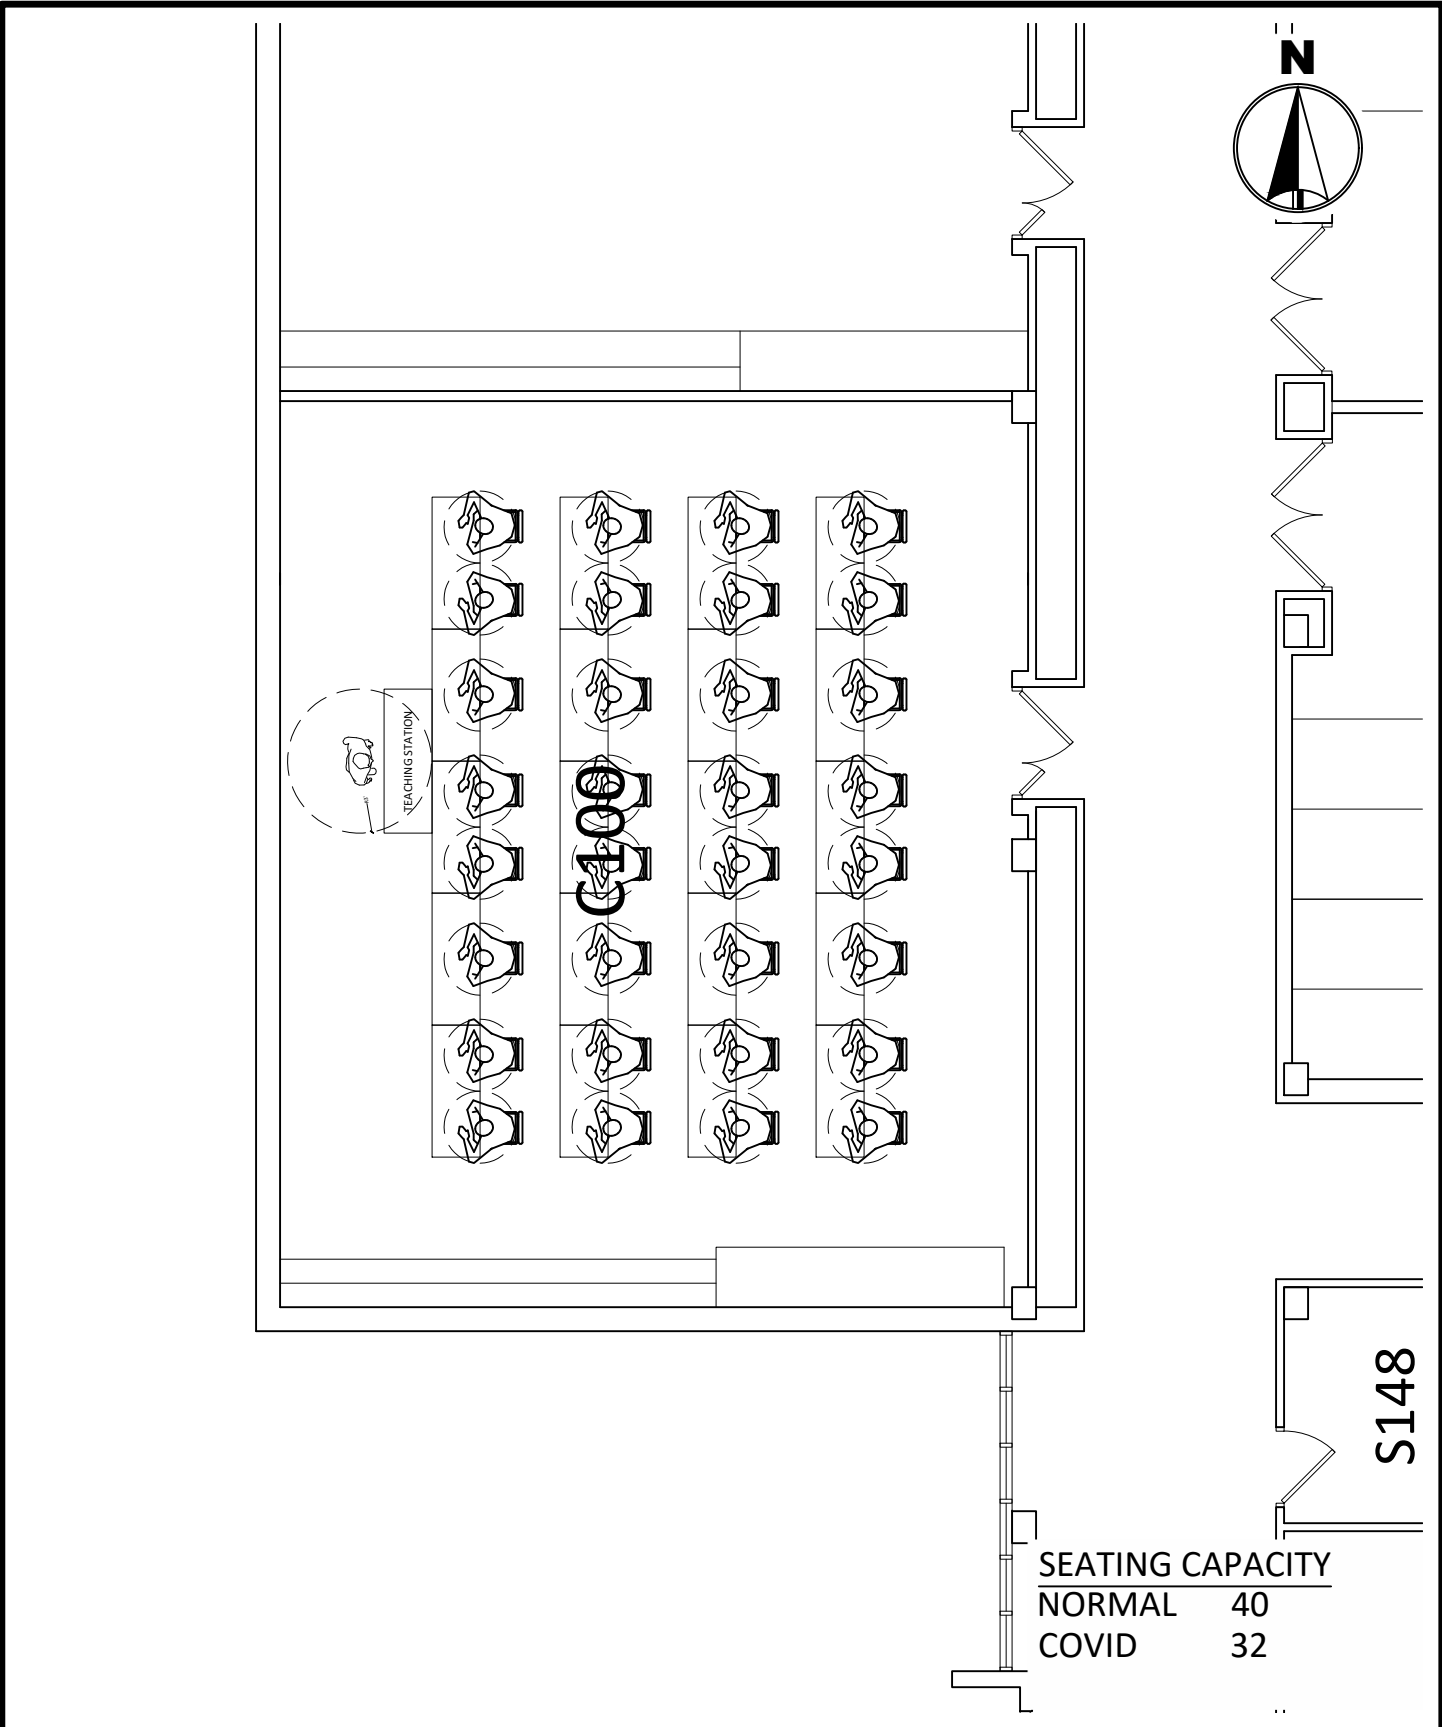 N
TEACHING STATION
C100
S148
SEATING CAPACITY
NORMAL 40
COVID 32